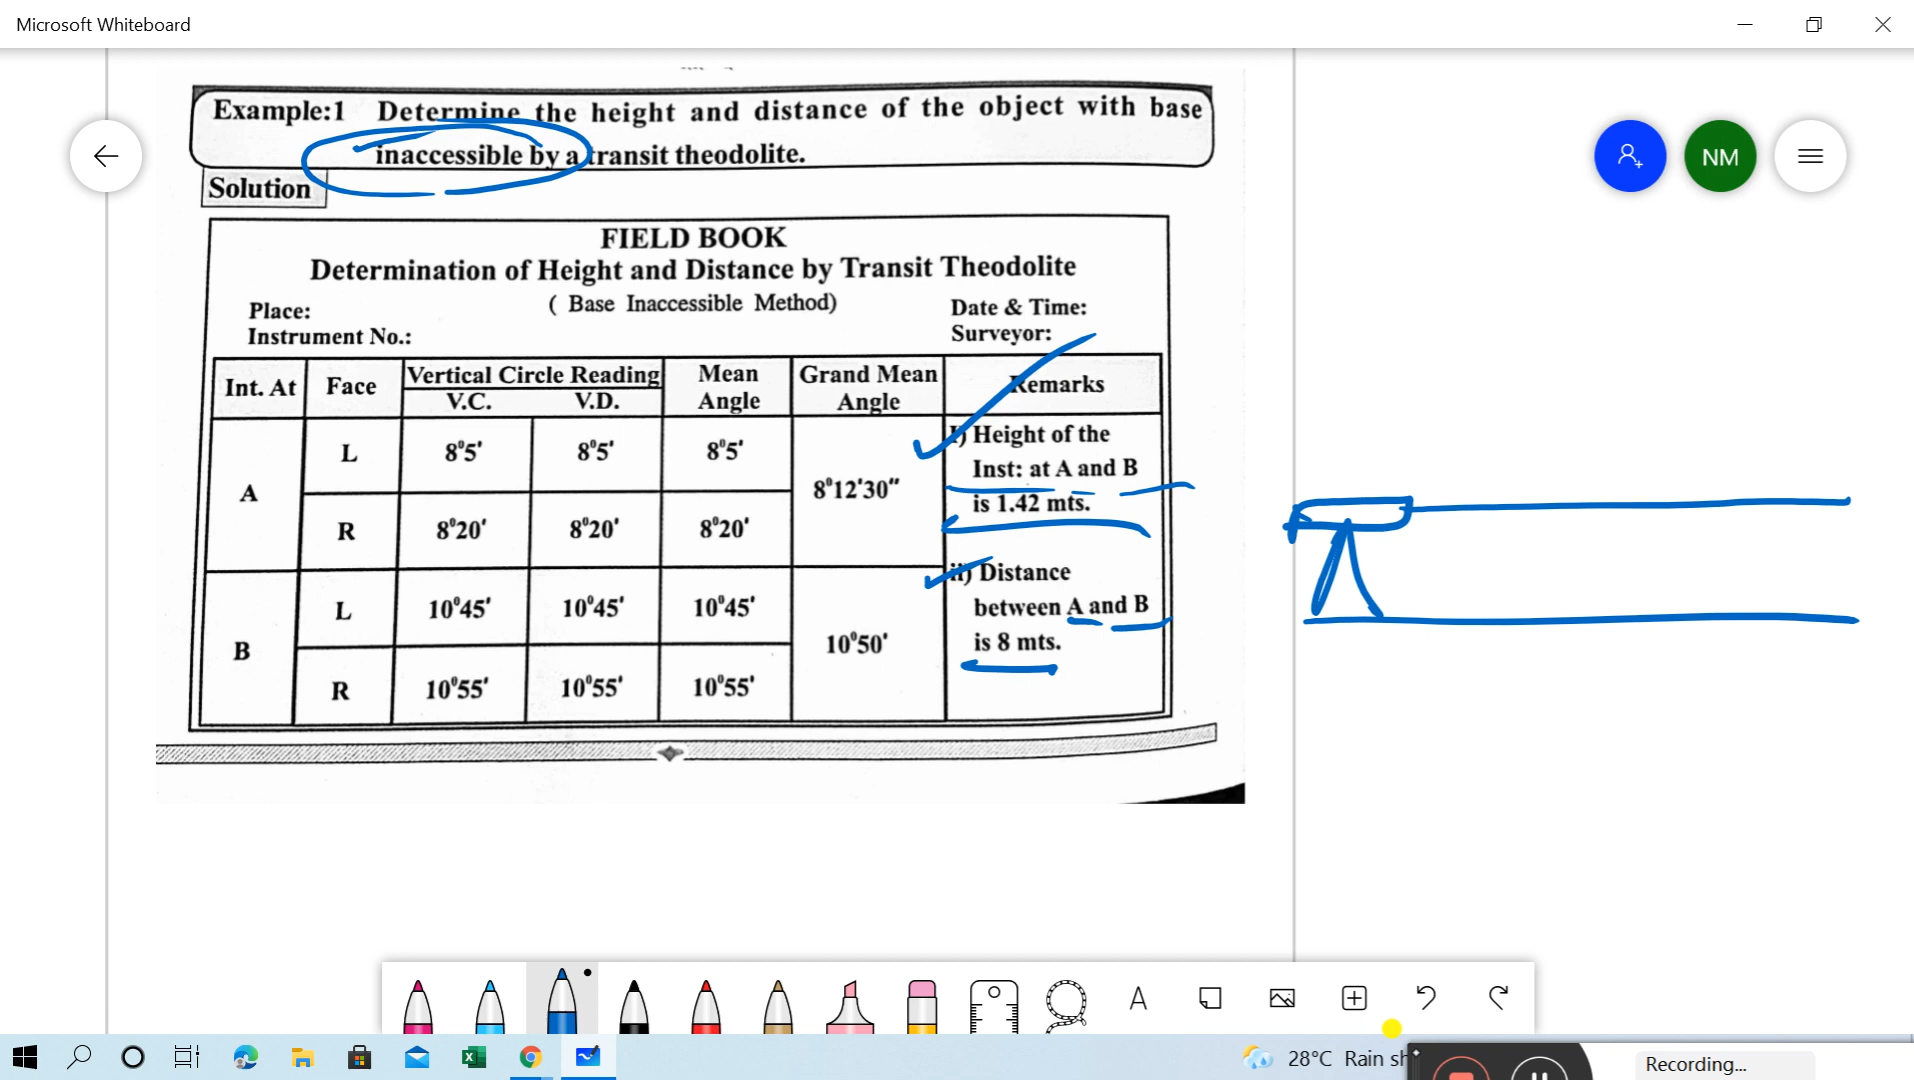 Microsoft Whiteboard
Example:1 Determine the height and distance of the object with base
inaccessible by a transit theodolite.
Solution
NM
FIELD BOOK
Determination of Height and Distance by Transit Theodolite
( Base Inaccessible Method)
Place:
Date & Time:
Instrument No.:
Surveyor:
Int. At Face Vertical Circle Reading Mean Angle Grand Mean Angle Remarks
V.C. V.D.
A L 8°5' 8°5' 8°5' 8°12'30"
R 8°20' 8°20' 8°20'
B L 10°45' 10°45' 10°45' 10°50'
R 10°55' 10°55' 10°55'
I) Height of the
Inst: at A and B
is 1.42 mts.
ii) Distance
between A and B
is 8 mts.
28°C Rain sh
Recording...